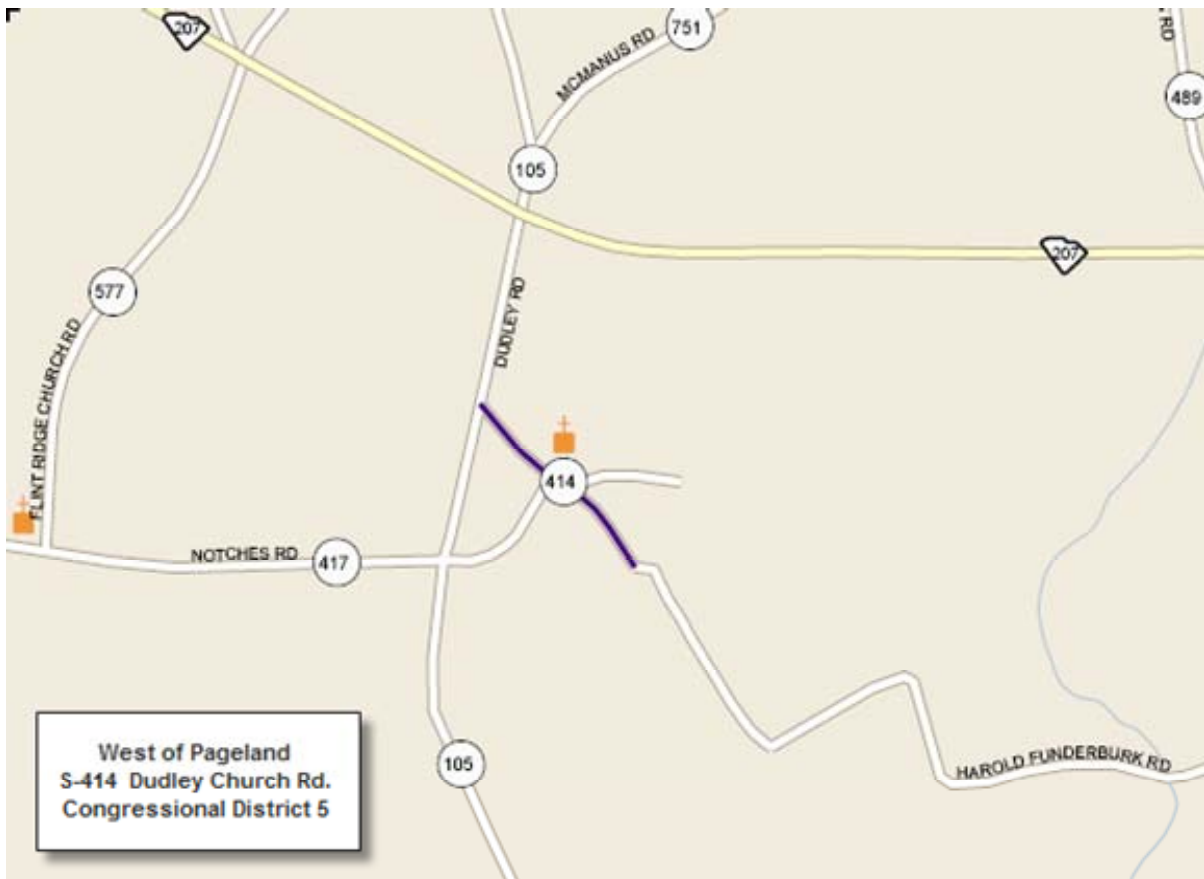 207
751
MCMANUS RD
RD
489
105
207
577
DUDLEY RD
FLINT RIDGE CHURCH RD
414
NOTCHES RD
417
105
HAROLD FUNDERBURK RD
West of Pageland
S-414 Dudley Church Rd.
Congressional District 5